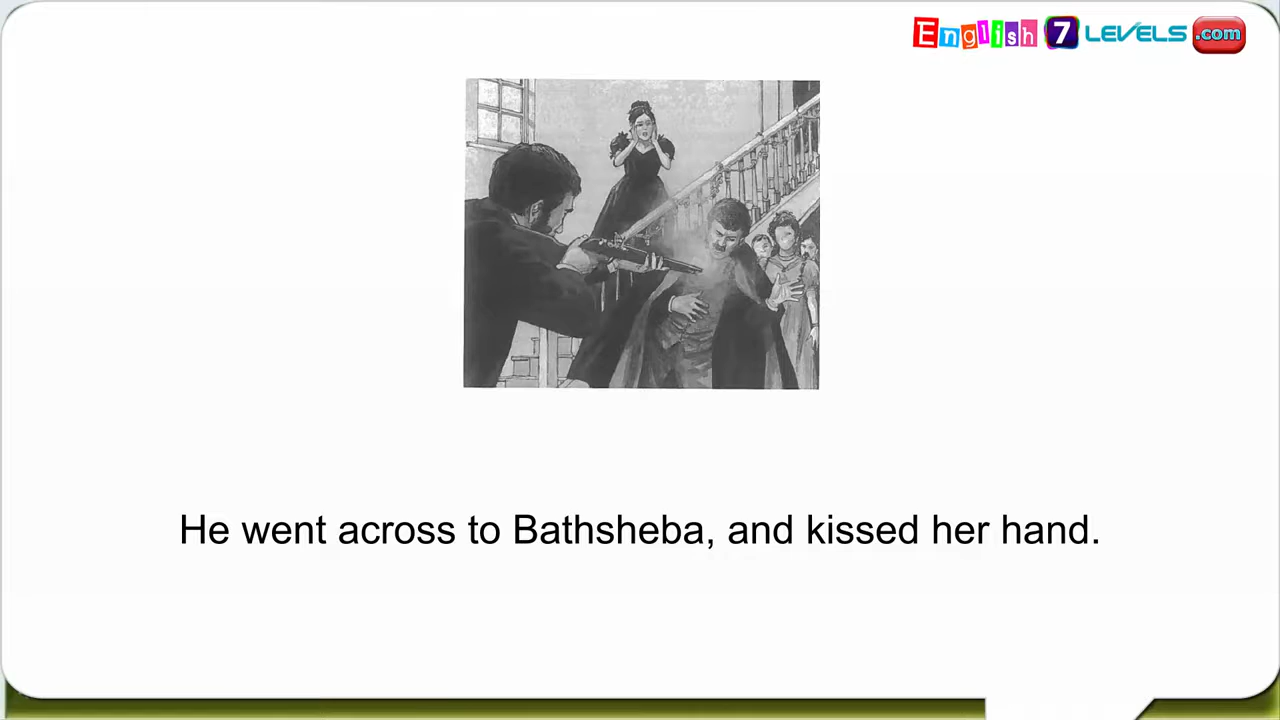 English 7 LEVELS .com
He went across to Bathsheba, and kissed her hand.